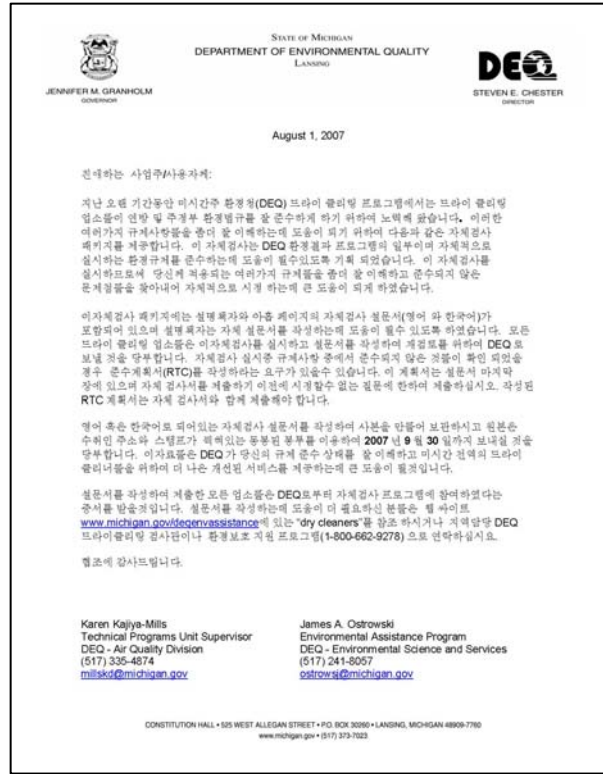 STATE OF MICHIGAN
DEPARTMENT OF ENVIRONMENTAL QUALITY
LANSING
JENNIFER M. GRANHOLM
GOVERNOR
DEQ
STEVEN E. CHESTER
DIRECTOR
August 1, 2007
친애하는 사업주/사용자께:
지난 오랜 기간동안 미시간주 환경청(DEQ) 드라이 클리링 프로그램에서는 드라이 클리링
업소들이 연방 및 주정부 환경법규를 잘 준수하게 하기 위하여 노력해 왔습니다. 이러한
여러가지 규제사항들을 좀더 잘 이해하는데 도움이 되기 위하여 다음과 같은 자체검사
패키지를 제공합니다. 이 자체검사는 DEQ 환경결과 프로그램의 일부이며 자체적으로
실시하는 환경규제를 준수하는데 도움이 될수있도록 기획 되었습니다. 이 자체검사를
실시하므로써 당신께 적용되는 여러가지 규제들을 좀더 잘 이해하고 준수되지 않은
문제점들을 찾아내어 자체적으로 시정 하는데 큰 도움이 되게 하였습니다.
이자체검사 패키지에는 설명책자와 아홉 페이지의 자체검사 설문서(영어 와 한국어)가
포함되어 있으며 설명책자는 자체 설문서를 작성하는데 도움이 될수 있도록 하였습니다. 모든
드라이 클리링 업소들은 이자체검사를 실시하고 설문서를 작성하여 재검토를 위하여 DEQ 로
보낼 것을 당부합니다. 자체검사 실시중 규제사항 중에서 준수되지 않은 것들이 확인 되었을
경우 준수계획서(RTC)를 작성하라는 요구가 있을수 있습니다. 이 계획서는 설문서 마지막
장에 있으며 자체 검사서를 제출하기 이전에 시정할수 없는 질문에 한하여 제출하십시오. 작성된
RTC 계획서는 자체 검사서와 함께 제출해야 합니다.
영어 혹은 한국어로 되어있는 자체검사 설문서를 작성하여 사본을 만들어 보관하시고 원본은
수취인 주소와 스탬프가 찍혀있는 동봉된 봉투를 이용하여 2007 년 9 월 30 일까지 보내실 것을
당부합니다. 이자료들은 DEQ 가 당신의 규제 준수 상태를 잘 이해하고 미시간 전역의 드라이
클리너들을 위하여 더 나은 개선된 서비스를 제공하는데 큰 도움이 될것입니다.
설문서를 작성하여 제출한 모든 업소들은 DEQ로부터 자체검사 프로그램에 참여하였다는
증서를 받을것입니다. 설문서를 작성하는데 도움이 더 필요하신 분들은 웹 싸이트
www.michigan.gov/deqenvassistance에 있는 “dry cleaners”를 참조 하시거나 지역담당 DEQ
드라이클리링 검사관이나 환경보호 지원 프로그램(1-800-662-9278) 으로 연락하십시요.
협조에 감사드립니다.
Karen Kajiya-Mills
Technical Programs Unit Supervisor
DEQ - Air Quality Division
(517) 335-4874
millskd@michigan.gov
James A. Ostrowski
Environmental Assistance Program
DEQ - Environmental Science and Services
(517) 241-8057
ostrowsj@michigan.gov
CONSTITUTION HALL • 525 WEST ALLEGAN STREET • P.O. BOX 30260 • LANSING, MICHIGAN 48909-7760
www.michigan.gov • (517) 373-7023